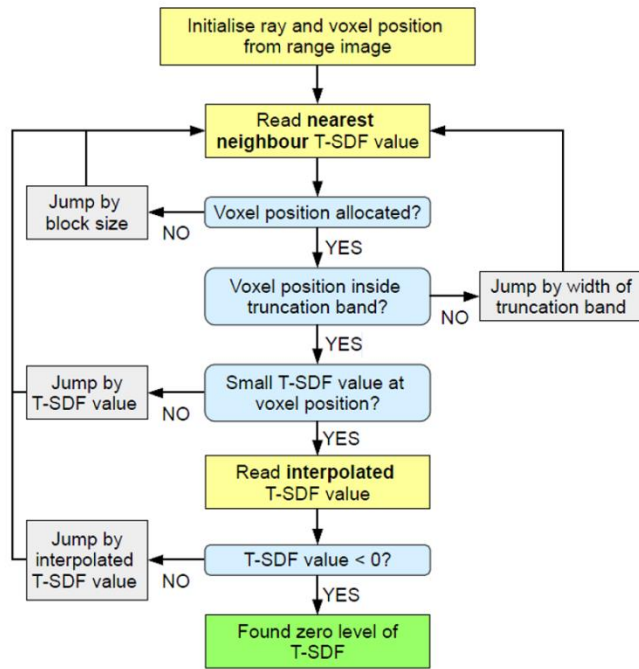 Initialise ray and voxel position
from range image
Read nearest
neighbour T-SDF value
Jump by
block size
NO
Voxel position allocated?
YES
Voxel position inside
truncation band?
NO
Jump by width of
truncation band
YES
Jump by
T-SDF value
NO
Small T-SDF value at
voxel position?
YES
Read interpolated
T-SDF value
Jump by
interpolated
T-SDF value
NO
T-SDF value < 0?
YES
Found zero level of
T-SDF